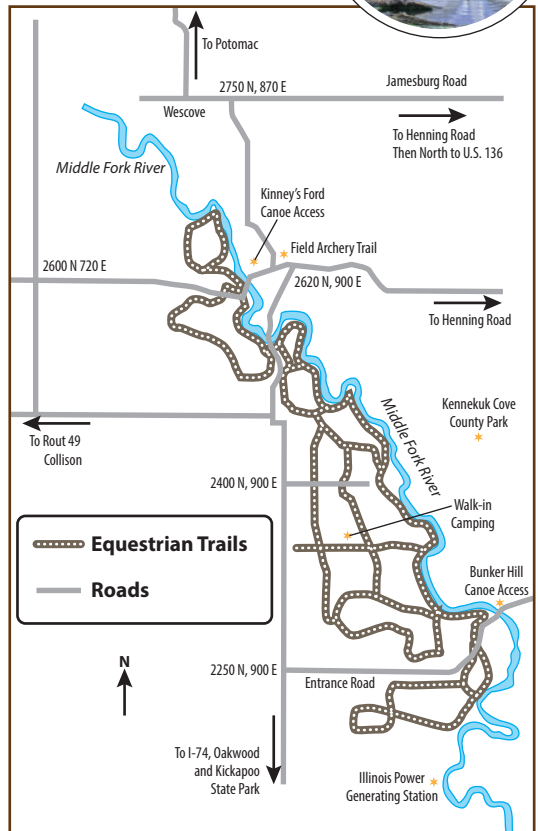 To Potomac
2750 N, 870 E
Jamesburg Road
Wescove
To Henning Road
Then North to U.S. 136
Middle Fork River
Kinney's Ford
Canoe Access
Field Archery Trail
2600 N 720 E
2620 N, 900 E
To Henning Road
Middle Fork River
Kennekuk Cove
County Park
To Rout 49
Collison
2400 N, 900 E
Walk-in
Camping
Equestrian Trails
Roads
Bunker Hill
Canoe Access
N
2250 N, 900 E
Entrance Road
To I-74, Oakwood
and Kickapoo
State Park
Illinois Power
Generating Station